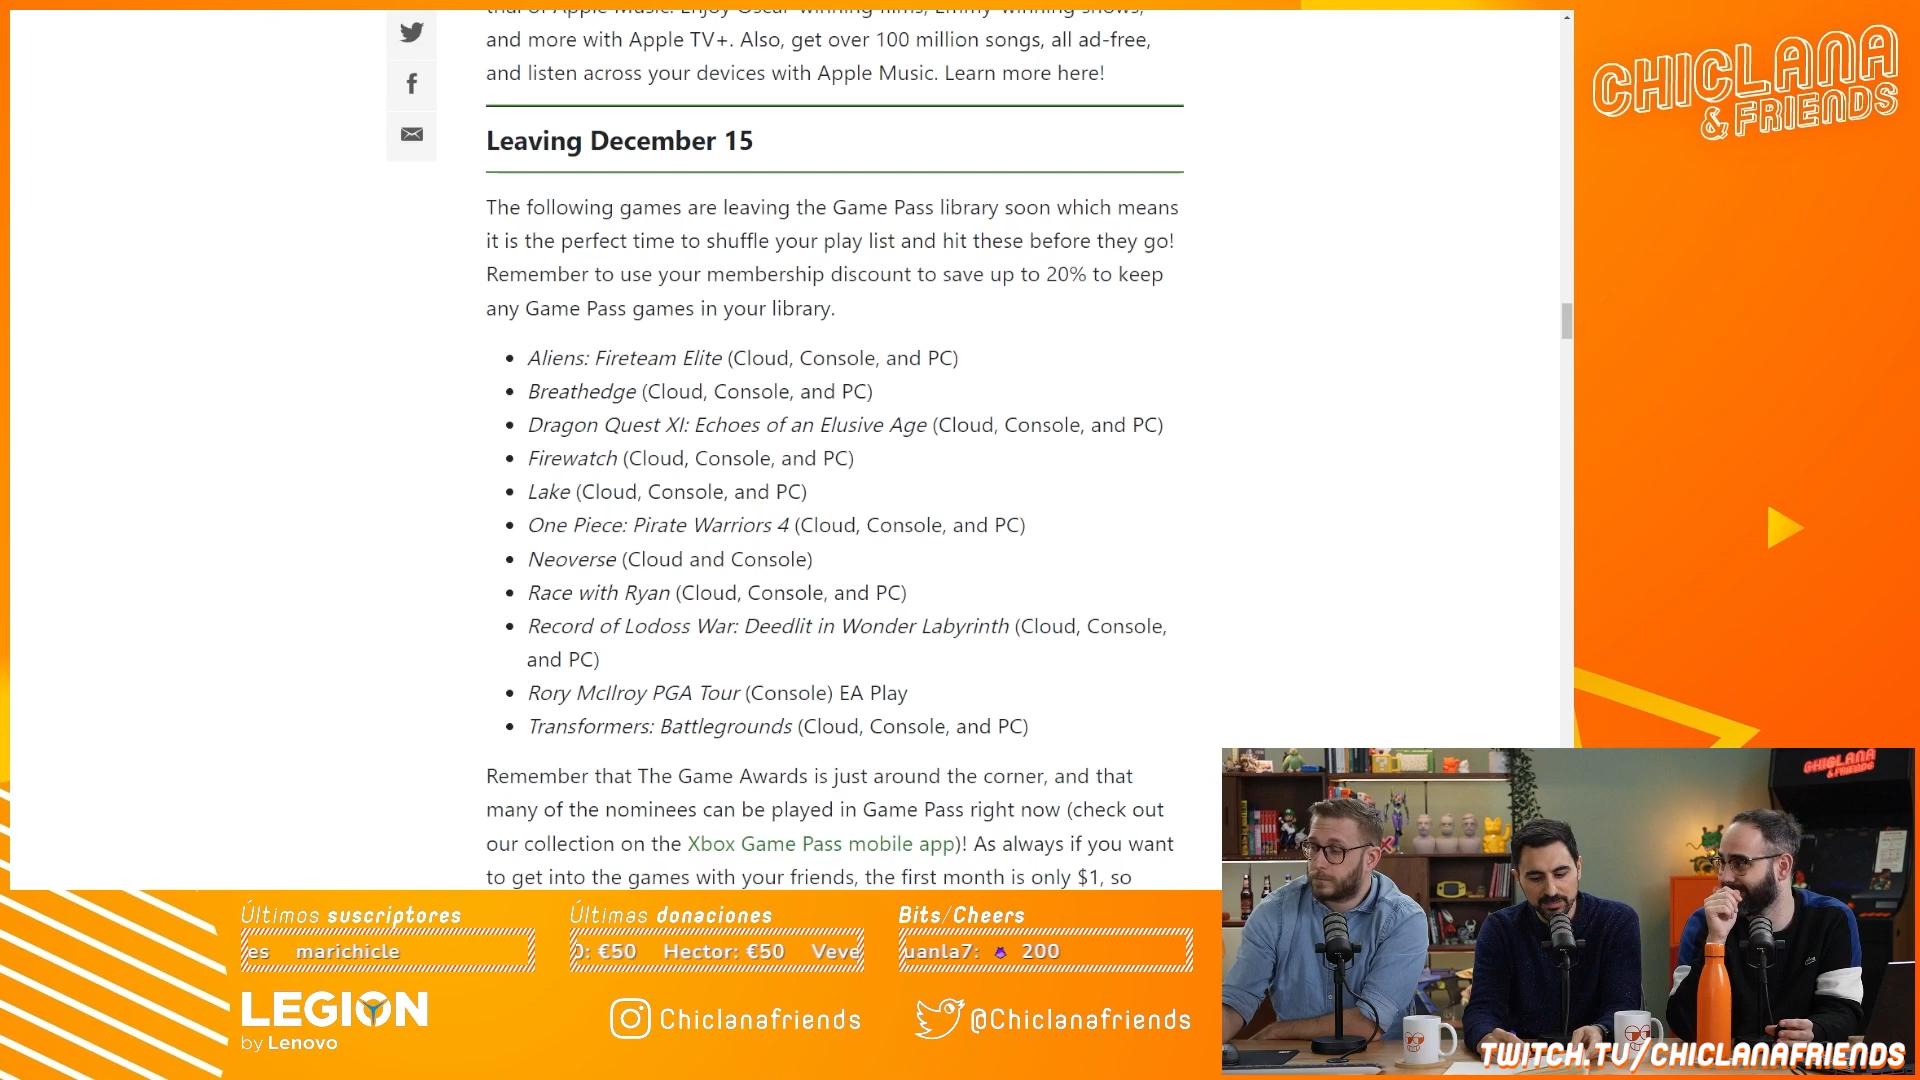 and more with Apple TV+. Also, get over 100 million songs, all ad-free,
and listen across your devices with Apple Music. Learn more here!
Leaving December 15
The following games are leaving the Game Pass library soon which means
it is the perfect time to shuffle your play list and hit these before they go!
Remember to use your membership discount to save up to 20% to keep
any Game Pass games in your library.
• Aliens: Fireteam Elite (Cloud, Console, and PC)
• Breathedge (Cloud, Console, and PC)
• Dragon Quest XI: Echoes of an Elusive Age (Cloud, Console, and PC)
• Firewatch (Cloud, Console, and PC)
• Lake (Cloud, Console, and PC)
• One Piece: Pirate Warriors 4 (Cloud, Console, and PC)
• Neoverse (Cloud and Console)
• Race with Ryan (Cloud, Console, and PC)
• Record of Lodoss War: Deedlit in Wonder Labyrinth (Cloud, Console,
and PC)
• Rory McIlroy PGA Tour (Console) EA Play
• Transformers: Battlegrounds (Cloud, Console, and PC)
Remember that The Game Awards is just around the corner, and that
many of the nominees can be played in Game Pass right now (check out
our collection on the Xbox Game Pass mobile app)! As always if you want
to get into the games with your friends, the first month is only $1, so
CHICLANA
& FRIENDS
CHICLANA
& FRIENDS
Últimos suscriptores
es marichicle
Últimas donaciones
: €50 Hector: €50 Veve
Bits/Cheers
uanla7: 200
LEGION
by Lenovo
Chiclanafriends
@Chiclanafriends
TWITCH.TV/CHICLANAFRIENDS